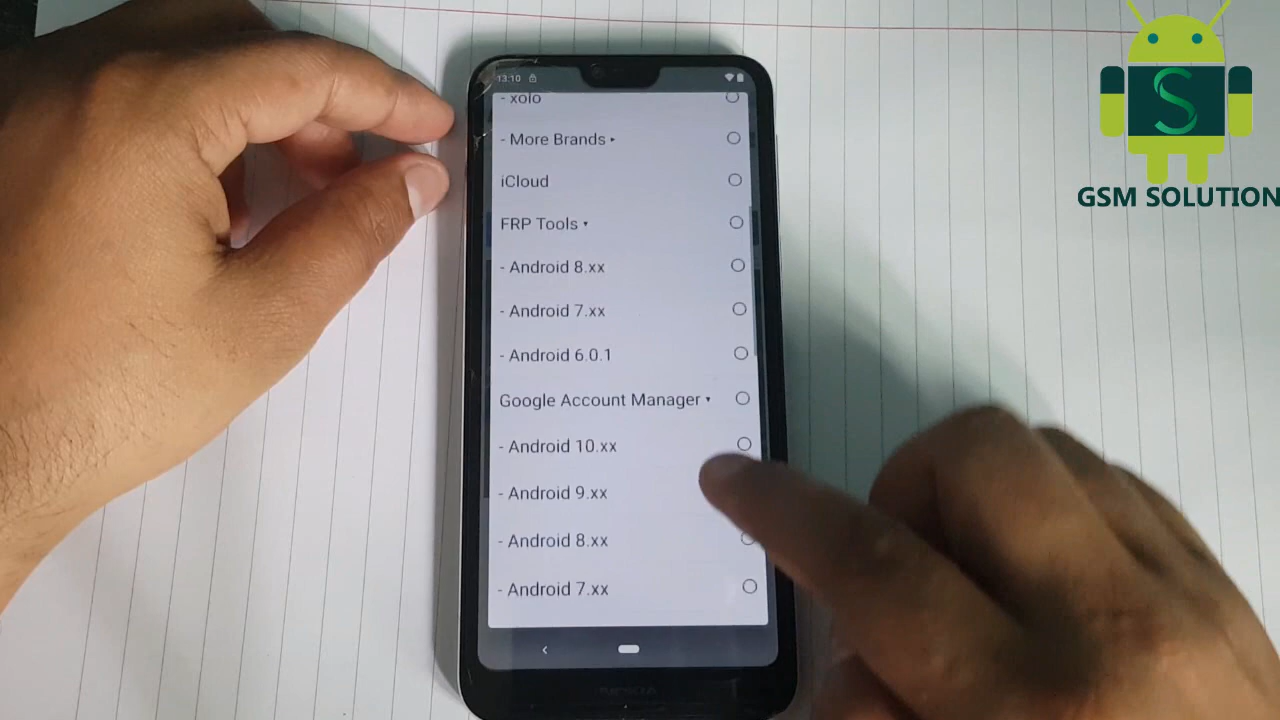 13:10
- xolo
- More Brands ▸
iCloud
FRP Tools ▾
- Android 8.xx
- Android 7.xx
- Android 6.0.1
Google Account Manager ▾
- Android 10.xx
- Android 9.xx
- Android 8.xx
- Android 7.xx
NOKIA
S
GSM SOLUTION